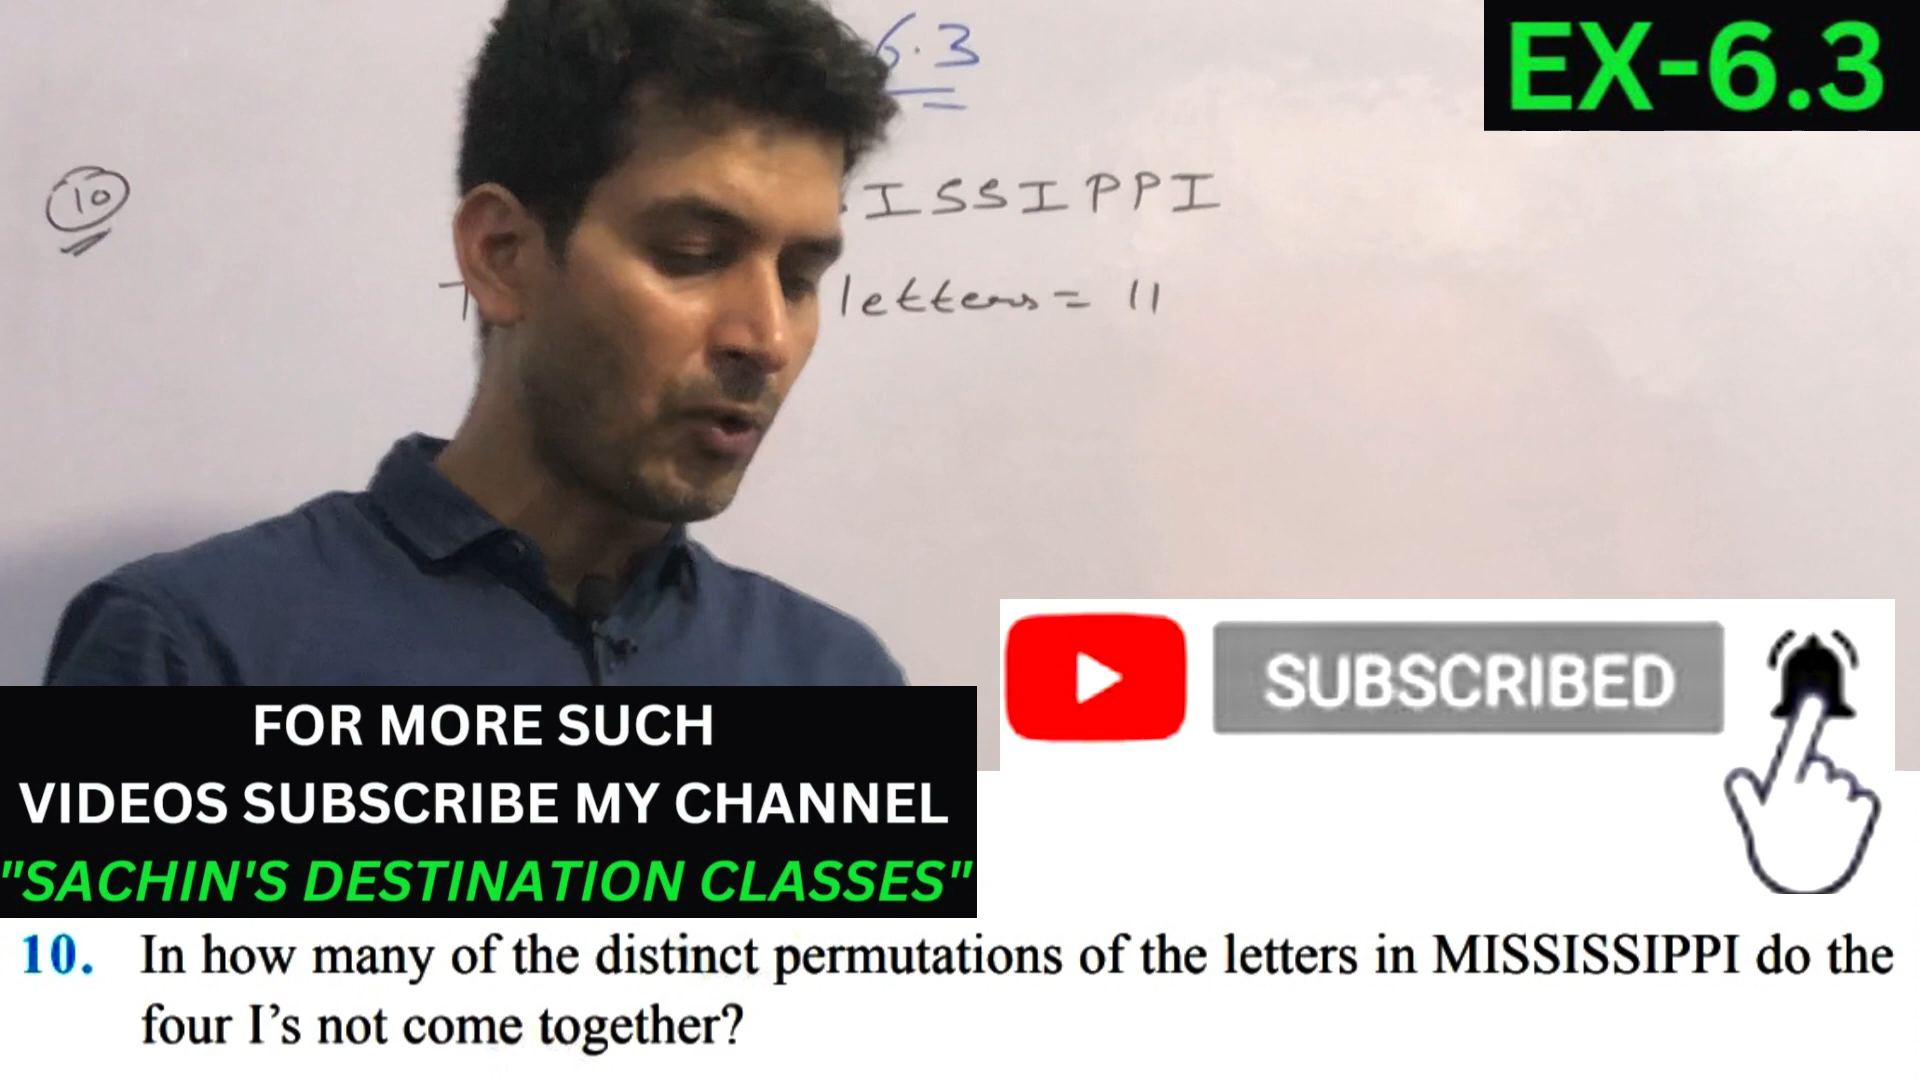 6.3
EX-6.3
10
ISSIPPI
letters = 11
SUBSCRIBED
FOR MORE SUCH
VIDEOS SUBSCRIBE MY CHANNEL
"SACHIN'S DESTINATION CLASSES"
10. In how many of the distinct permutations of the letters in MISSISSIPPI do the
four I's not come together?